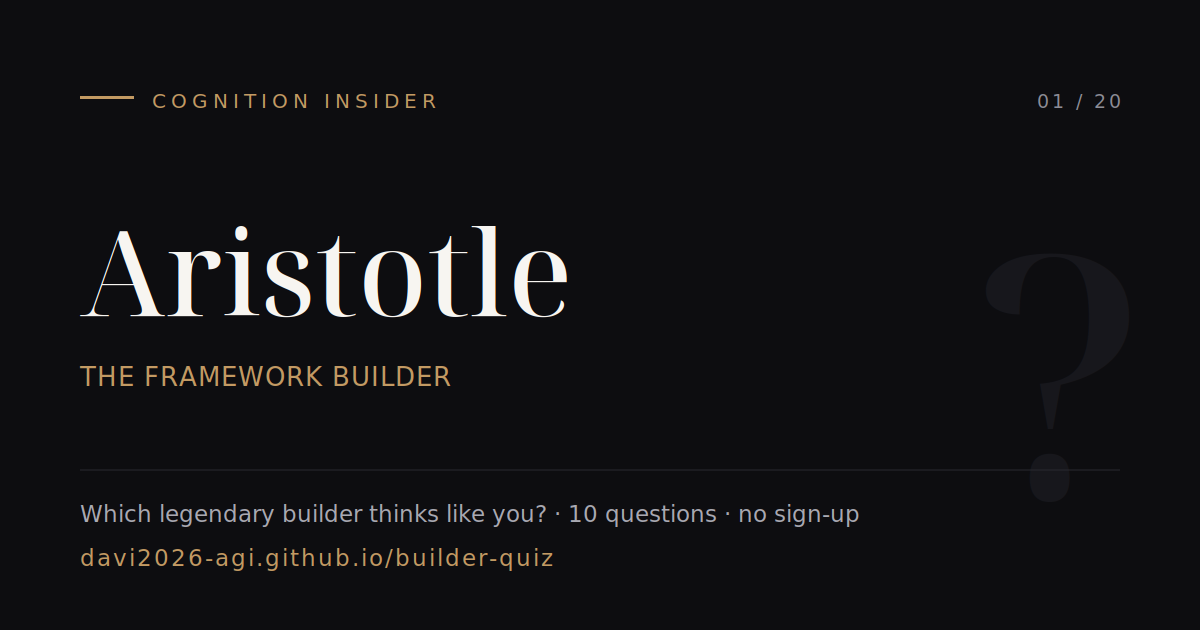 COGNITION INSIDER
01 / 20
Aristotle
THE FRAMEWORK BUILDER
?
Which legendary builder thinks like you? · 10 questions · no sign-up
davi2026-agi.github.io/builder-quiz